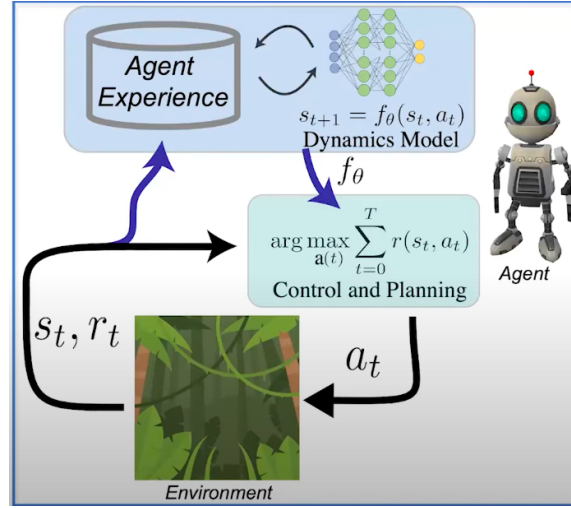 Agent
Experience
s_{t+1} = f_θ(s_t, a_t)
Dynamics Model
f_θ
arg max_{a(t)} ∑_{t=0}^{T} r(s_t, a_t)
Control and Planning
Agent
s_t, r_t
a_t
Environment